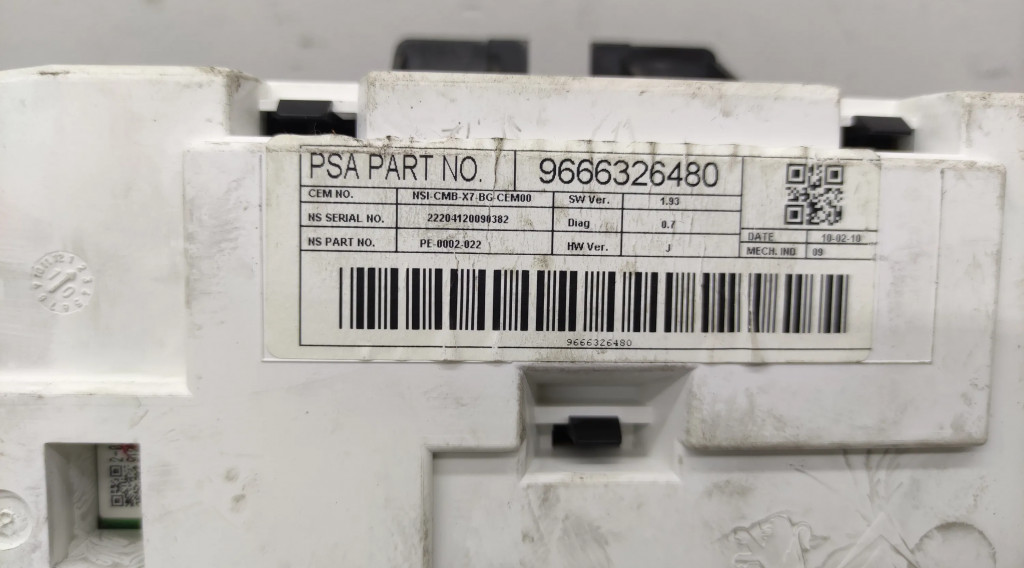 PSA PART NO. 9666326480
CEM NO. NSI-CMB-X7-BG-CEM00 SW Ver. 1.93
NS SERIAL NO. 22204120090382 Diag 0.7
NS PART NO. PE-0002-022 HW Ver. J
DATE 10-02-10
MECH. IND 09
9666326480